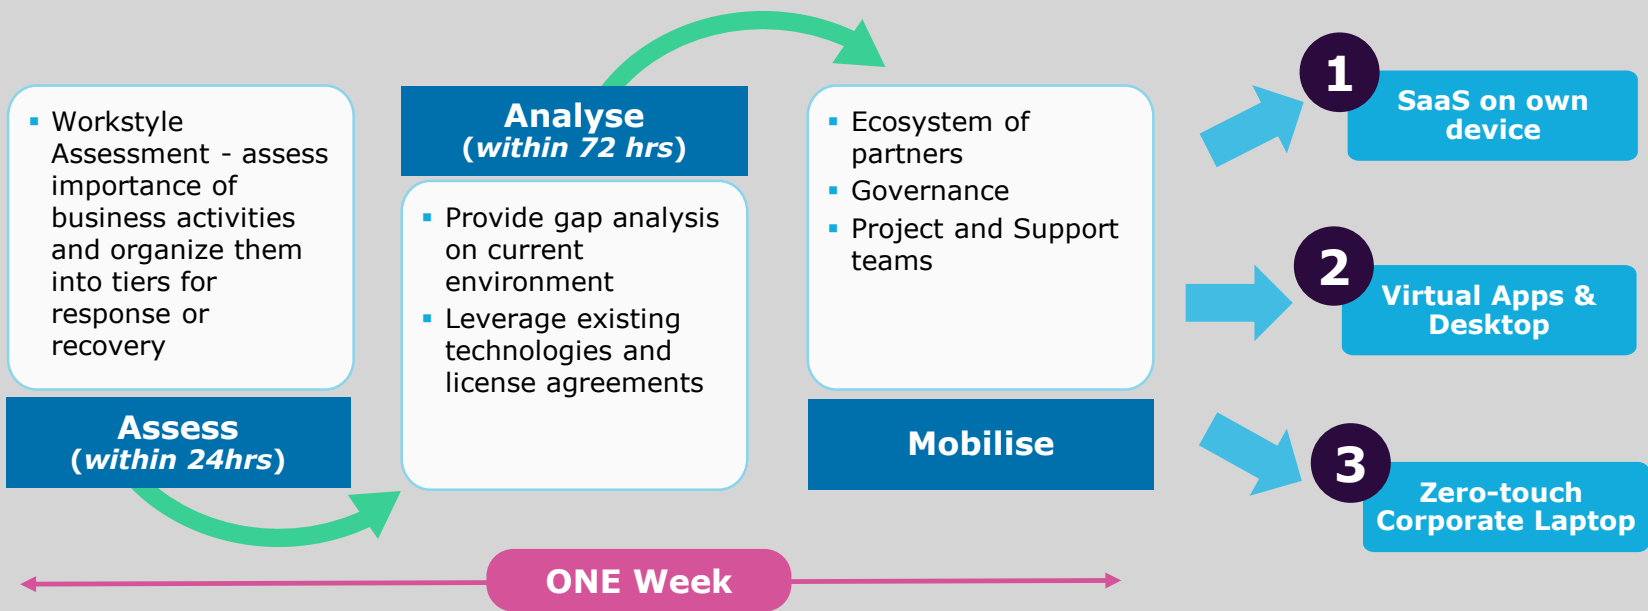 ▪ Workstyle
Assessment - assess
importance of
business activities
and organize them
into tiers for
response or
recovery
Assess
(within 24hrs)
Analyse
(within 72 hrs)
▪ Provide gap analysis
on current
environment
▪ Leverage existing
technologies and
license agreements
▪ Ecosystem of
partners
▪ Governance
▪ Project and Support
teams
Mobilise
1
SaaS on own
device
2
Virtual Apps &
Desktop
3
Zero-touch
Corporate Laptop
ONE Week